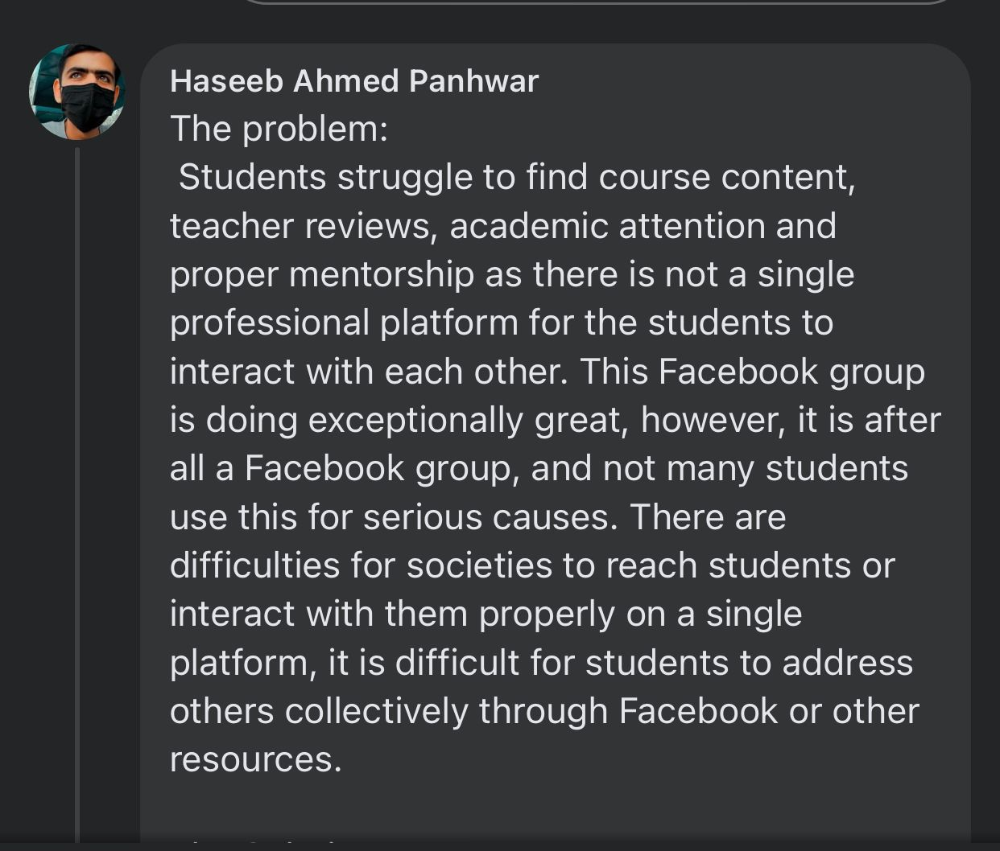 Haseeb Ahmed Panhwar
The problem:
Students struggle to find course content,
teacher reviews, academic attention and
proper mentorship as there is not a single
professional platform for the students to
interact with each other. This Facebook group
is doing exceptionally great, however, it is after
all a Facebook group, and not many students
use this for serious causes. There are
difficulties for societies to reach students or
interact with them properly on a single
platform, it is difficult for students to address
others collectively through Facebook or other
resources.